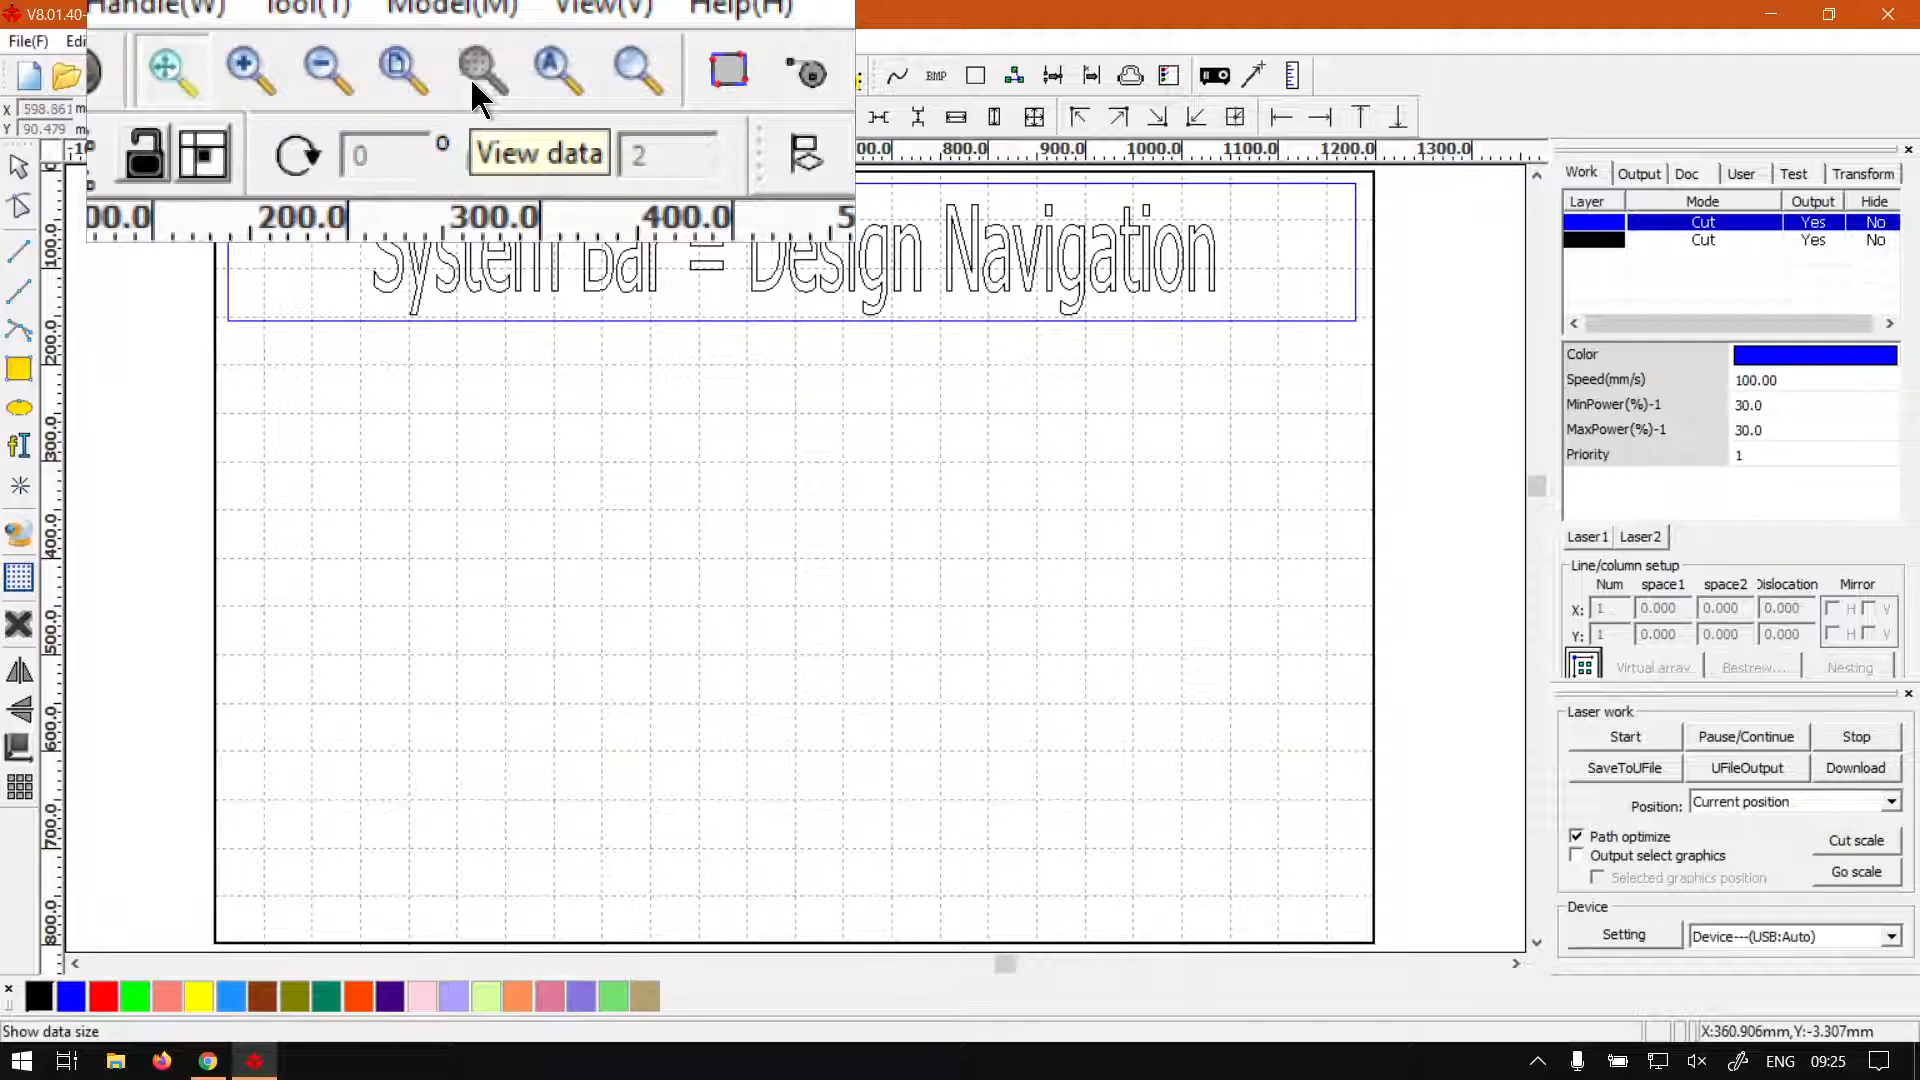 V8.01.40-
Handle(W) Tool(T) Model(M) View(V) Help(H)
File(F) Edi
BMP
X 598.861 m
Y 90.479 m
0 ° View data 2
-10
00.0 200.0 300.0 400.0 5
00.0 800.0 900.0 1000.0 1100.0 1200.0 1300.0
0
100.0
200.0
300.0
400.0
500.0
600.0
700.0
800.0
System Bar = Design Navigation
Work Output Doc User Test Transform
Layer Mode Output Hide
Cut Yes No
Cut Yes No
Color
Speed(mm/s) 100.00
MinPower(%)-1 30.0
MaxPower(%)-1 30.0
Priority 1
Laser1 Laser2
Line/column setup
Num space1 space2 Dislocation Mirror
X: 1 0.000 0.000 0.000 H V
Y: 1 0.000 0.000 0.000 H V
Virtual array Bestrew... Nesting
Laser work
Start Pause/Continue Stop
SaveToUFile UFileOutput Download
Position: Current position
Path optimize
Output select graphics
Cut scale
Selected graphics position
Go scale
Device
Setting Device---(USB:Auto)
Show data size
X:360.906mm,Y:-3.307mm
ENG 09:25